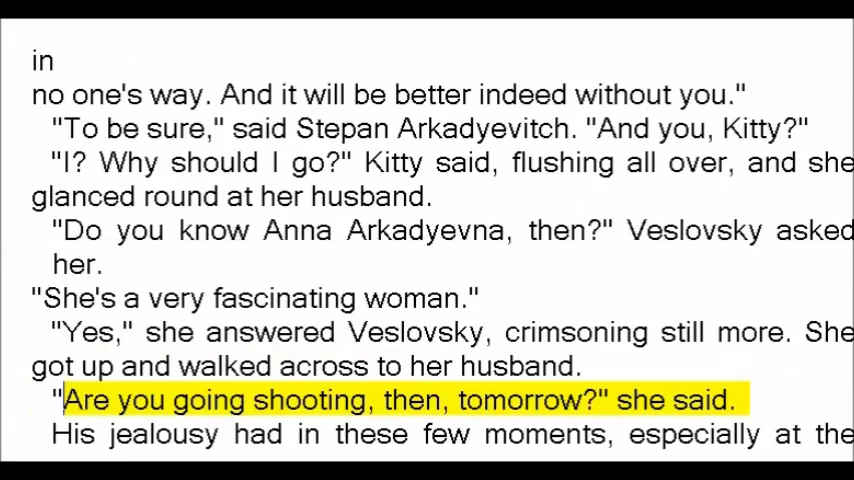 in
no one's way. And it will be better indeed without you."
"To be sure," said Stepan Arkadyevitch. "And you, Kitty?"
"I? Why should I go?" Kitty said, flushing all over, and she
glanced round at her husband.
"Do you know Anna Arkadyevna, then?" Veslovsky asked
her.
"She's a very fascinating woman."
"Yes," she answered Veslovsky, crimsoning still more. She
got up and walked across to her husband.
"Are you going shooting, then, tomorrow?" she said.
His jealousy had in these few moments, especially at the